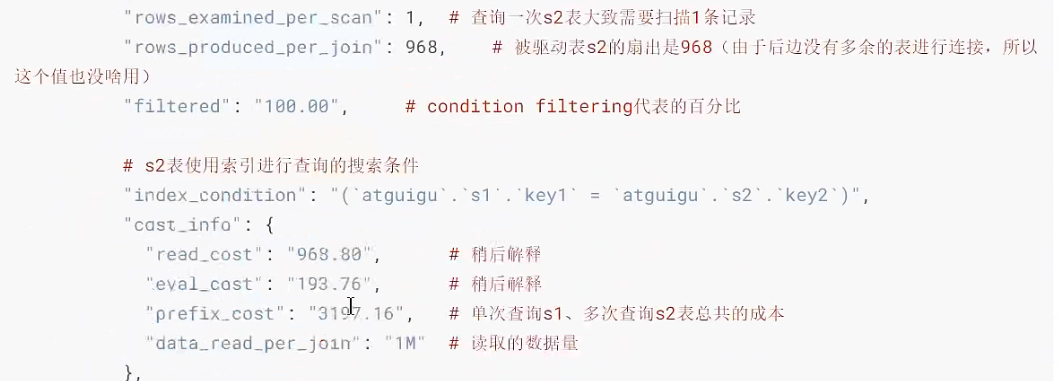 "rows_examined_per_scan": 1,  # 查询一次s2表大致需要扫描1条记录
"rows_produced_per_join": 968,    # 被驱动表s2的扇出是968（由于后边没有多余的表进行连接，所以
这个值也没啥用）
"filtered": "100.00",     # condition filtering代表的百分比
# s2表使用索引进行查询的搜索条件
"index_condition": "(`atguigu`.`s1`.`key1` = `atguigu`.`s2`.`key2`)",
"cost_info": {
"read_cost": "968.80",      # 稍后解释
"eval_cost": "193.76",      # 稍后解释
"prefix_cost": "3197.16",   # 单次查询s1、多次查询s2表总共的成本
"data_read_per_join": "1M"  # 读取的数据量
},